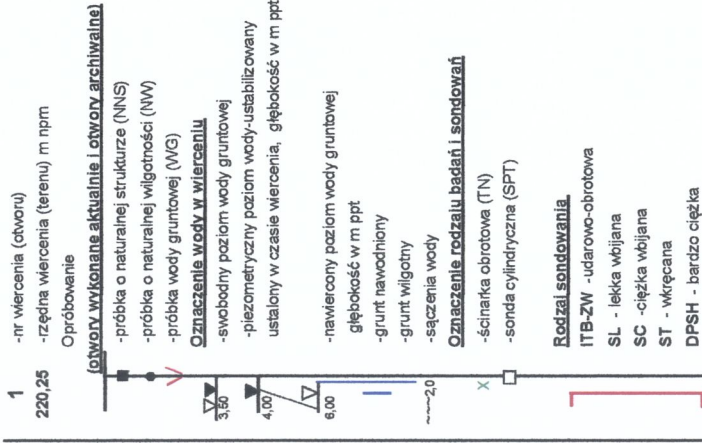 1 -nr wiercenia (otworu)
220,25 -rzędna wiercenia (terenu) m npm
Opróbowanie
(otwory wykonane aktualnie i otwory archiwalne)
-próbka o naturalnej strukturze (NNS)
-próbka o naturalnej wilgotności (NW)
-próbka wody gruntowej (WG)
Oznaczenie wody w wierceniu
3,50 -swobodny poziom wody gruntowej
4,00 -piezometryczny poziom wody-ustabilizowany
ustalony w czasie wiercenia, głębokość w m ppt
6,00 -nawiercony poziom wody gruntowej
głębokość w m ppt
-grunt nawodniony
-grunt wilgotny
~~~2,0 -sączenia wody
Oznaczenie rodzaju badań i sondowań
x -ścinarka obrotowa (TN)
-sonda cylindryczna (SPT)
Rodzaj sondowania
ITB-ZW -udarowo-obrotowa
SL - lekka wbijana
SC -ciężka wbijana
ST - wkręcana
DPSH - bardzo ciężka